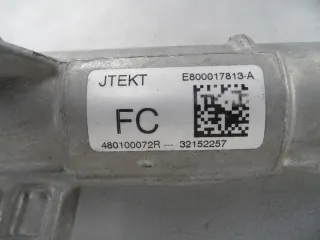 JTEKT E800017813-A
FC
480100072R --- 32152257